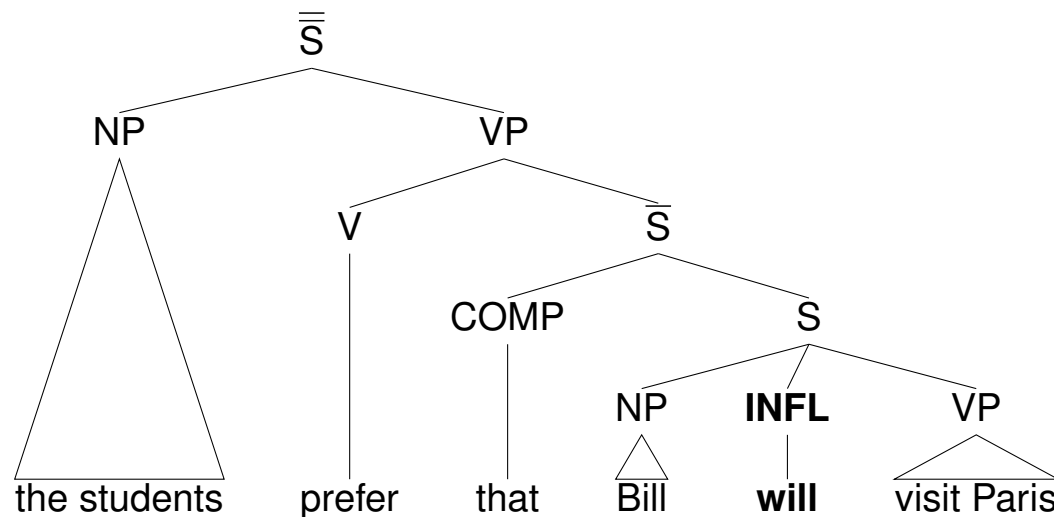 S̿
NP VP
V S̅
COMP S
NP INFL VP
the students prefer that Bill will visit Paris